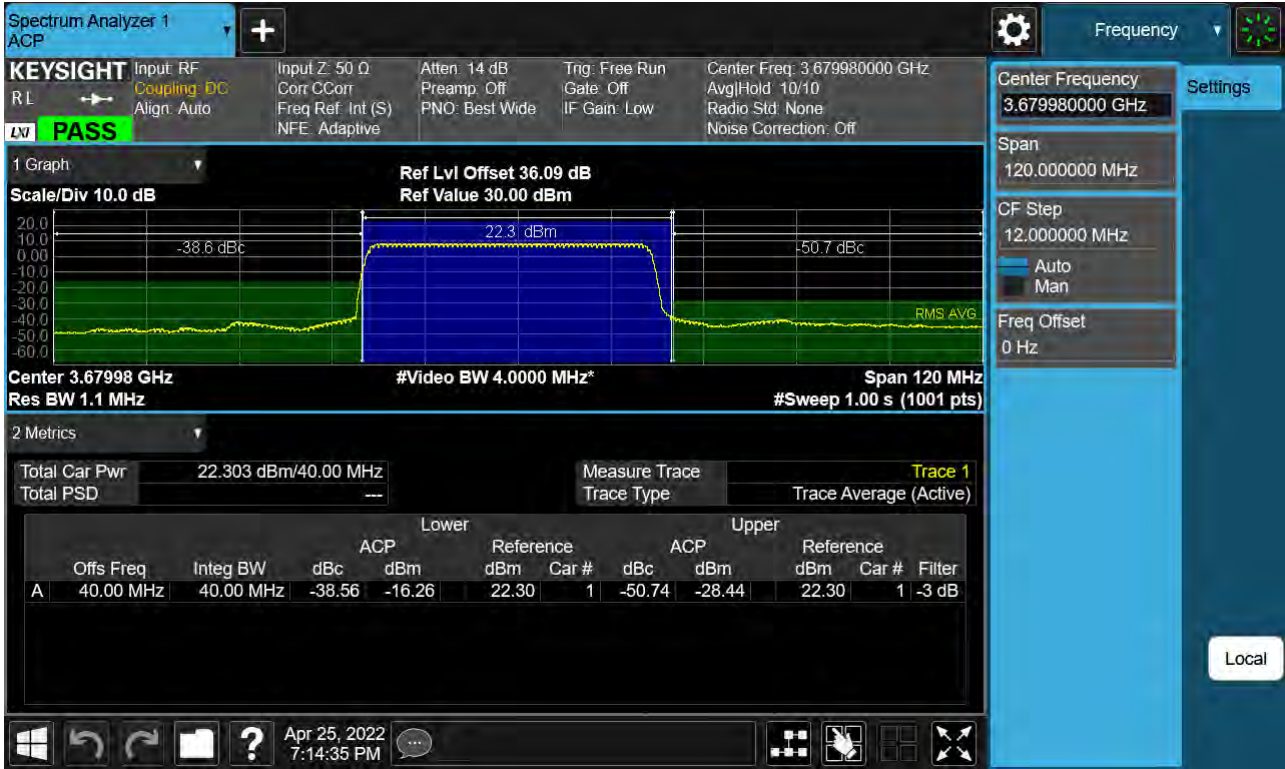 Spectrum Analyzer 1
ACP
Frequency
KEYSIGHT
RL
LXI PASS
Input: RF
Coupling: DC
Align: Auto
Input Z: 50 Ω
Corr CCorr
Freq Ref: Int (S)
NFE: Adaptive
Atten: 14 dB
Preamp: Off
PNO: Best Wide
Trig: Free Run
Gate: Off
IF Gain: Low
Center Freq: 3.679980000 GHz
Avg|Hold: 10/10
Radio Std: None
Noise Correction: Off
1 Graph
Scale/Div 10.0 dB
Ref Lvl Offset 36.09 dB
Ref Value 30.00 dBm
20.0
10.0
0.00
-10.0
-20.0
-30.0
-40.0
-50.0
-60.0
-38.6 dBc
22.3 dBm
-50.7 dBc
RMS AVG
Center 3.67998 GHz
#Video BW 4.0000 MHz*
Span 120 MHz
Res BW 1.1 MHz
#Sweep 1.00 s (1001 pts)
2 Metrics
Total Car Pwr 22.303 dBm/40.00 MHz
Total PSD ---
Measure Trace Trace 1
Trace Type Trace Average (Active)
Lower Upper
ACP Reference ACP Reference
Offs Freq Integ BW dBc dBm dBm Car # dBc dBm dBm Car # Filter
A 40.00 MHz 40.00 MHz -38.56 -16.26 22.30 1 -50.74 -28.44 22.30 1 -3 dB
?
Apr 25, 2022
7:14:35 PM
Center Frequency
3.679980000 GHz
Span
120.000000 MHz
CF Step
12.000000 MHz
Auto
Man
Freq Offset
0 Hz
Settings
Local